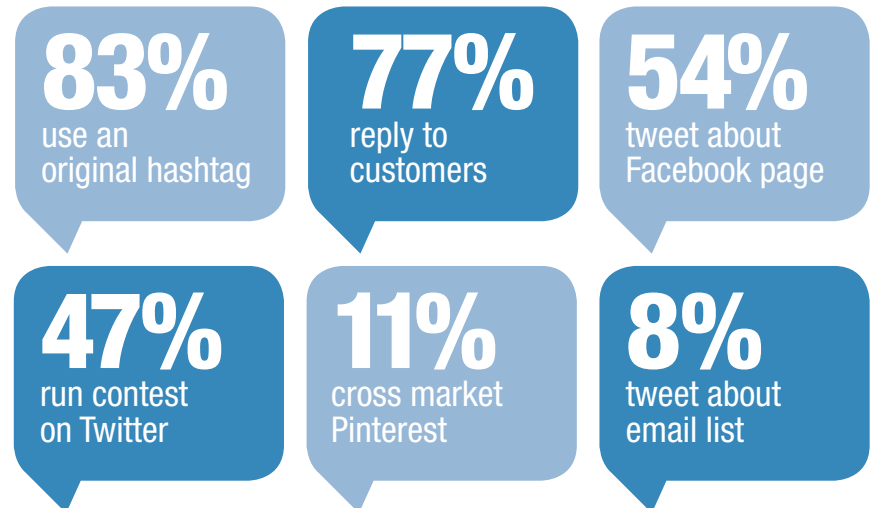 83%
use an
original hashtag
77%
reply to
customers
54%
tweet about
Facebook page
47%
run contest
on Twitter
11%
cross market
Pinterest
8%
tweet about
email list